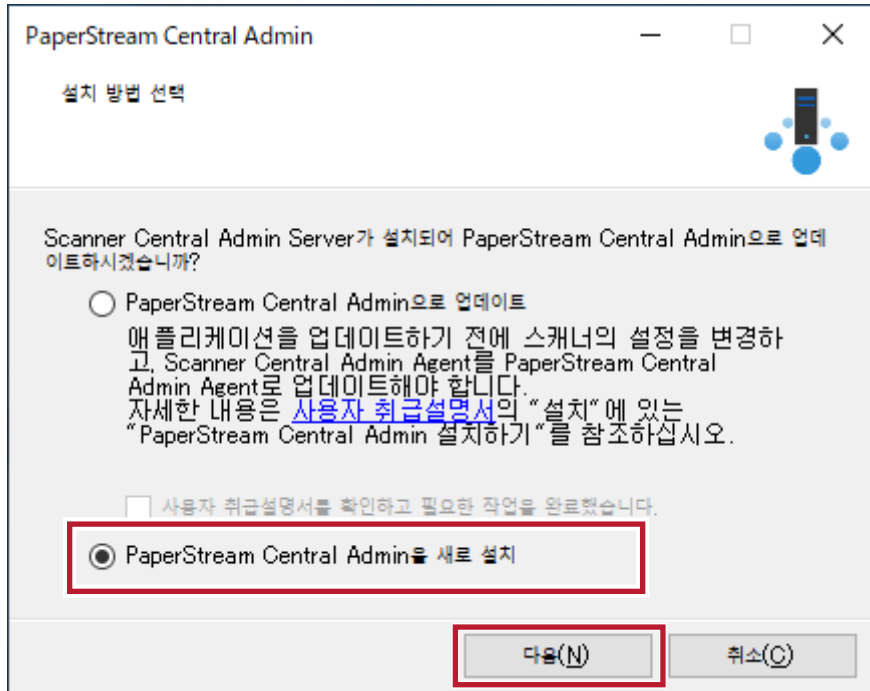 PaperStream Central Admin
설치 방법 선택
Scanner Central Admin Server가 설치되어 PaperStream Central Admin으로 업데
이트하시겠습니까?
PaperStream Central Admin으로 업데이트
애플리케이션을 업데이트하기 전에 스캐너의 설정을 변경하
고, Scanner Central Admin Agent를 PaperStream Central
Admin Agent로 업데이트해야 합니다.
자세한 내용은 사용자 취급설명서의 "설치"에 있는
"PaperStream Central Admin 설치하기"를 참조하십시오.
사용자 취급설명서를 확인하고 필요한 작업을 완료했습니다.
PaperStream Central Admin을 새로 설치
다음(N) 취소(C)